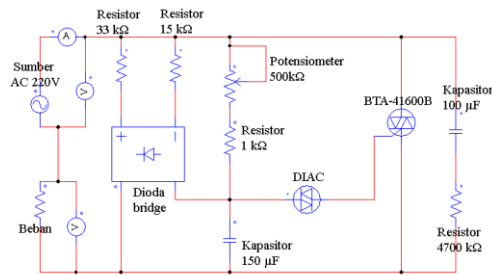 Resistor
33 kΩ
Resistor
15 kΩ
A
Sumber
AC 220V
V
Potensiometer
500kΩ
BTA-41600B
Kapasitor
100 µF
Resistor
1 kΩ
DIAC
Dioda
bridge
Beban
V
Kapasitor
150 µF
Resistor
4700 kΩ